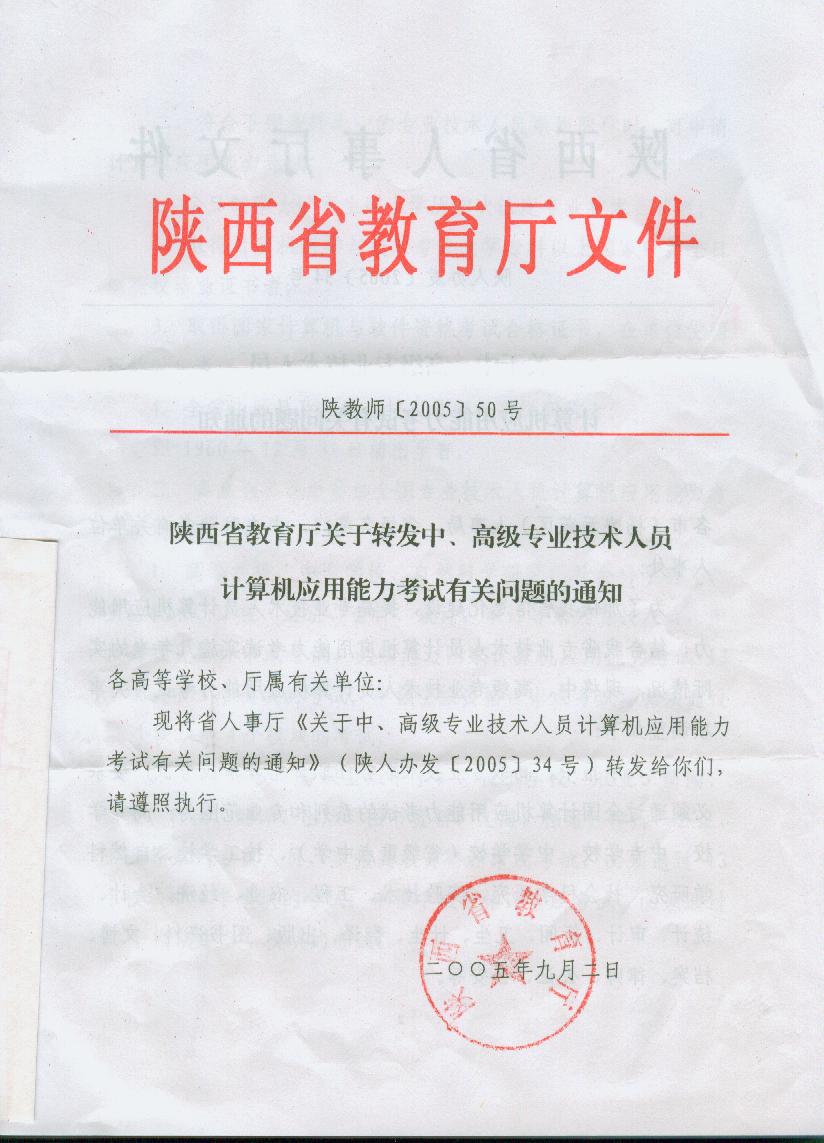 陕西省教育厅文件
陕教师〔2005〕50号
陕西省教育厅关于转发中、高级专业技术人员
计算机应用能力考试有关问题的通知
各高等学校、厅属有关单位:
现将省人事厅《关于中、高级专业技术人员计算机应用能力
考试有关问题的通知》（陕人办发〔2005〕34号）转发给你们，
请遵照执行。
陕西省教育厅
二〇〇五年九月二日